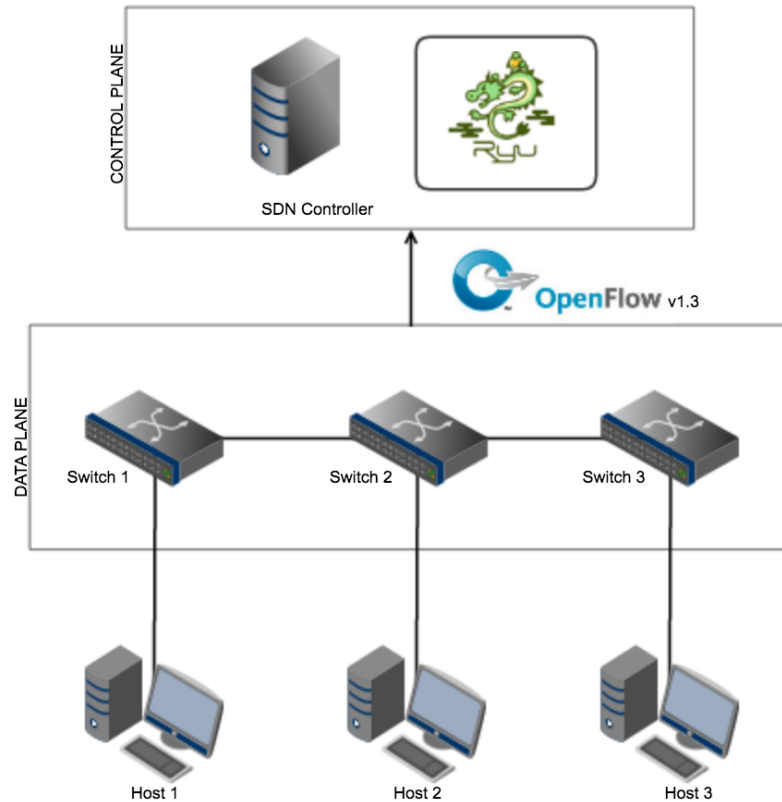 CONTROL PLANE
Ryu
SDN Controller
OpenFlow v1.3
™
DATA PLANE
Switch 1
Switch 2
Switch 3
Host 1
Host 2
Host 3